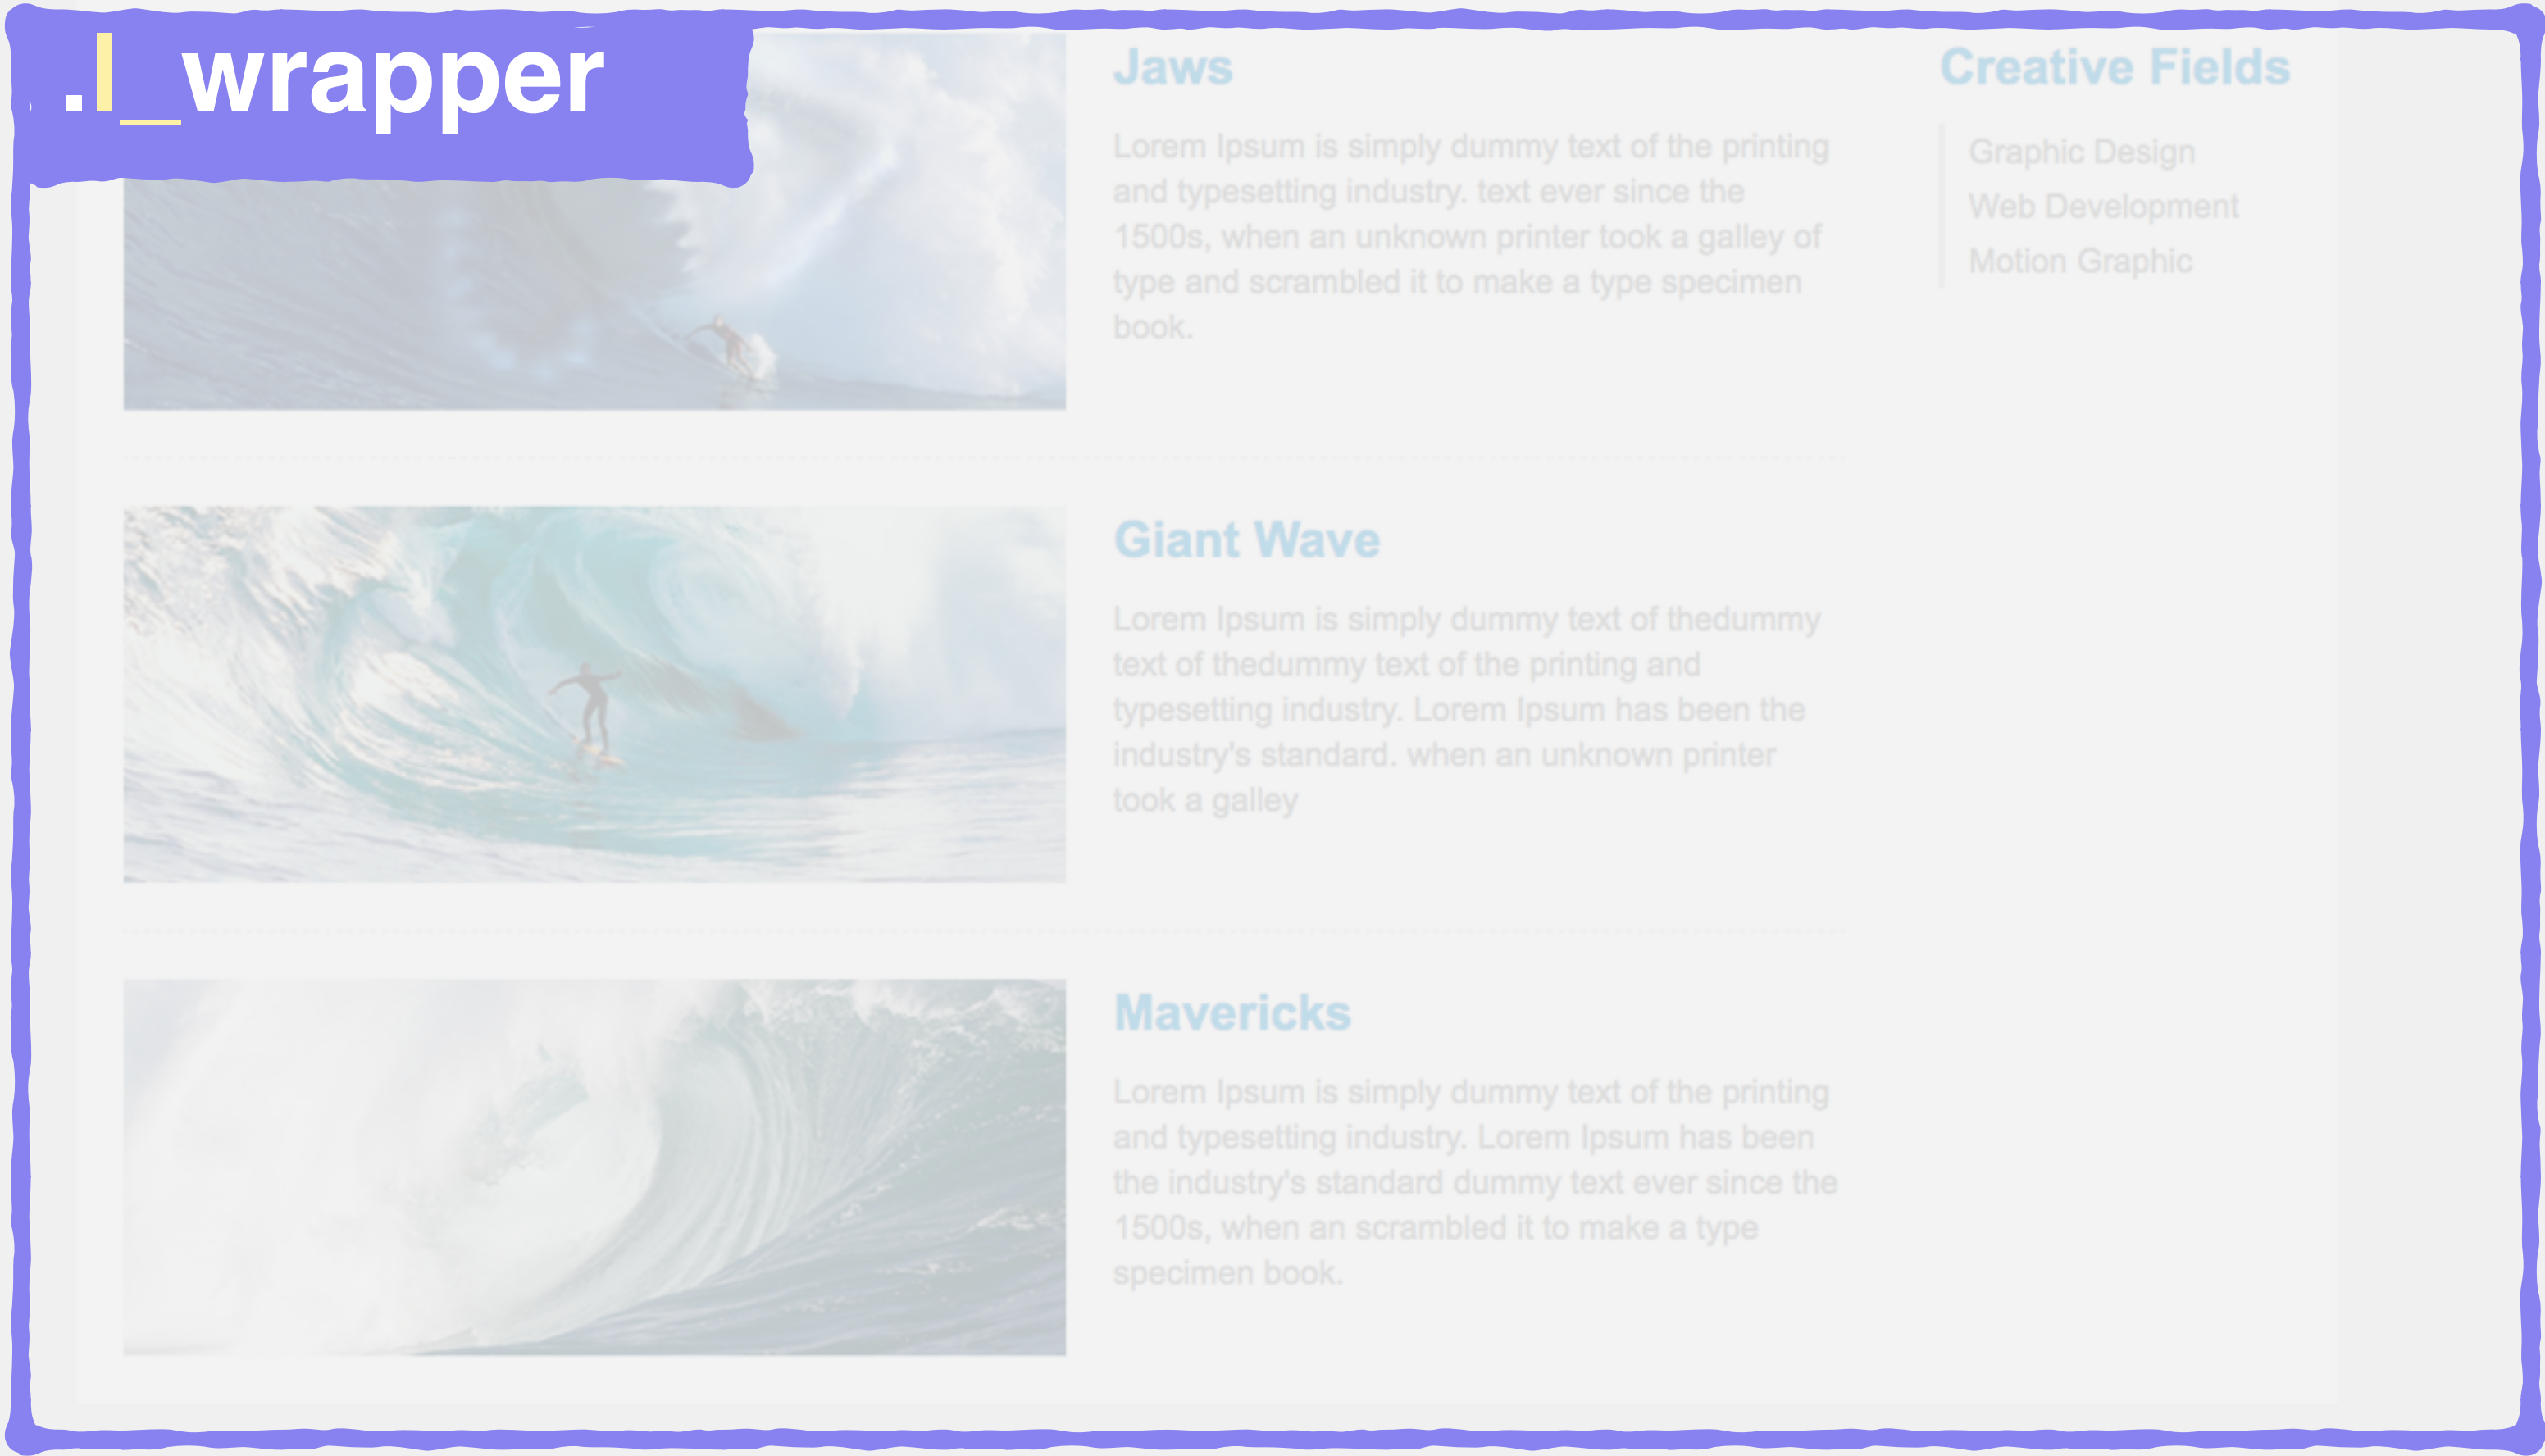 .l_wrapper
Jaws
Lorem Ipsum is simply dummy text of the printing
and typesetting industry. text ever since the
1500s, when an unknown printer took a galley of
type and scrambled it to make a type specimen
book.
Creative Fields
Graphic Design
Web Development
Motion Graphic
Giant Wave
Lorem Ipsum is simply dummy text of thedummy
text of thedummy text of the printing and
typesetting industry. Lorem Ipsum has been the
industry's standard. when an unknown printer
took a galley
Mavericks
Lorem Ipsum is simply dummy text of the printing
and typesetting industry. Lorem Ipsum has been
the industry's standard dummy text ever since the
1500s, when an scrambled it to make a type
specimen book.